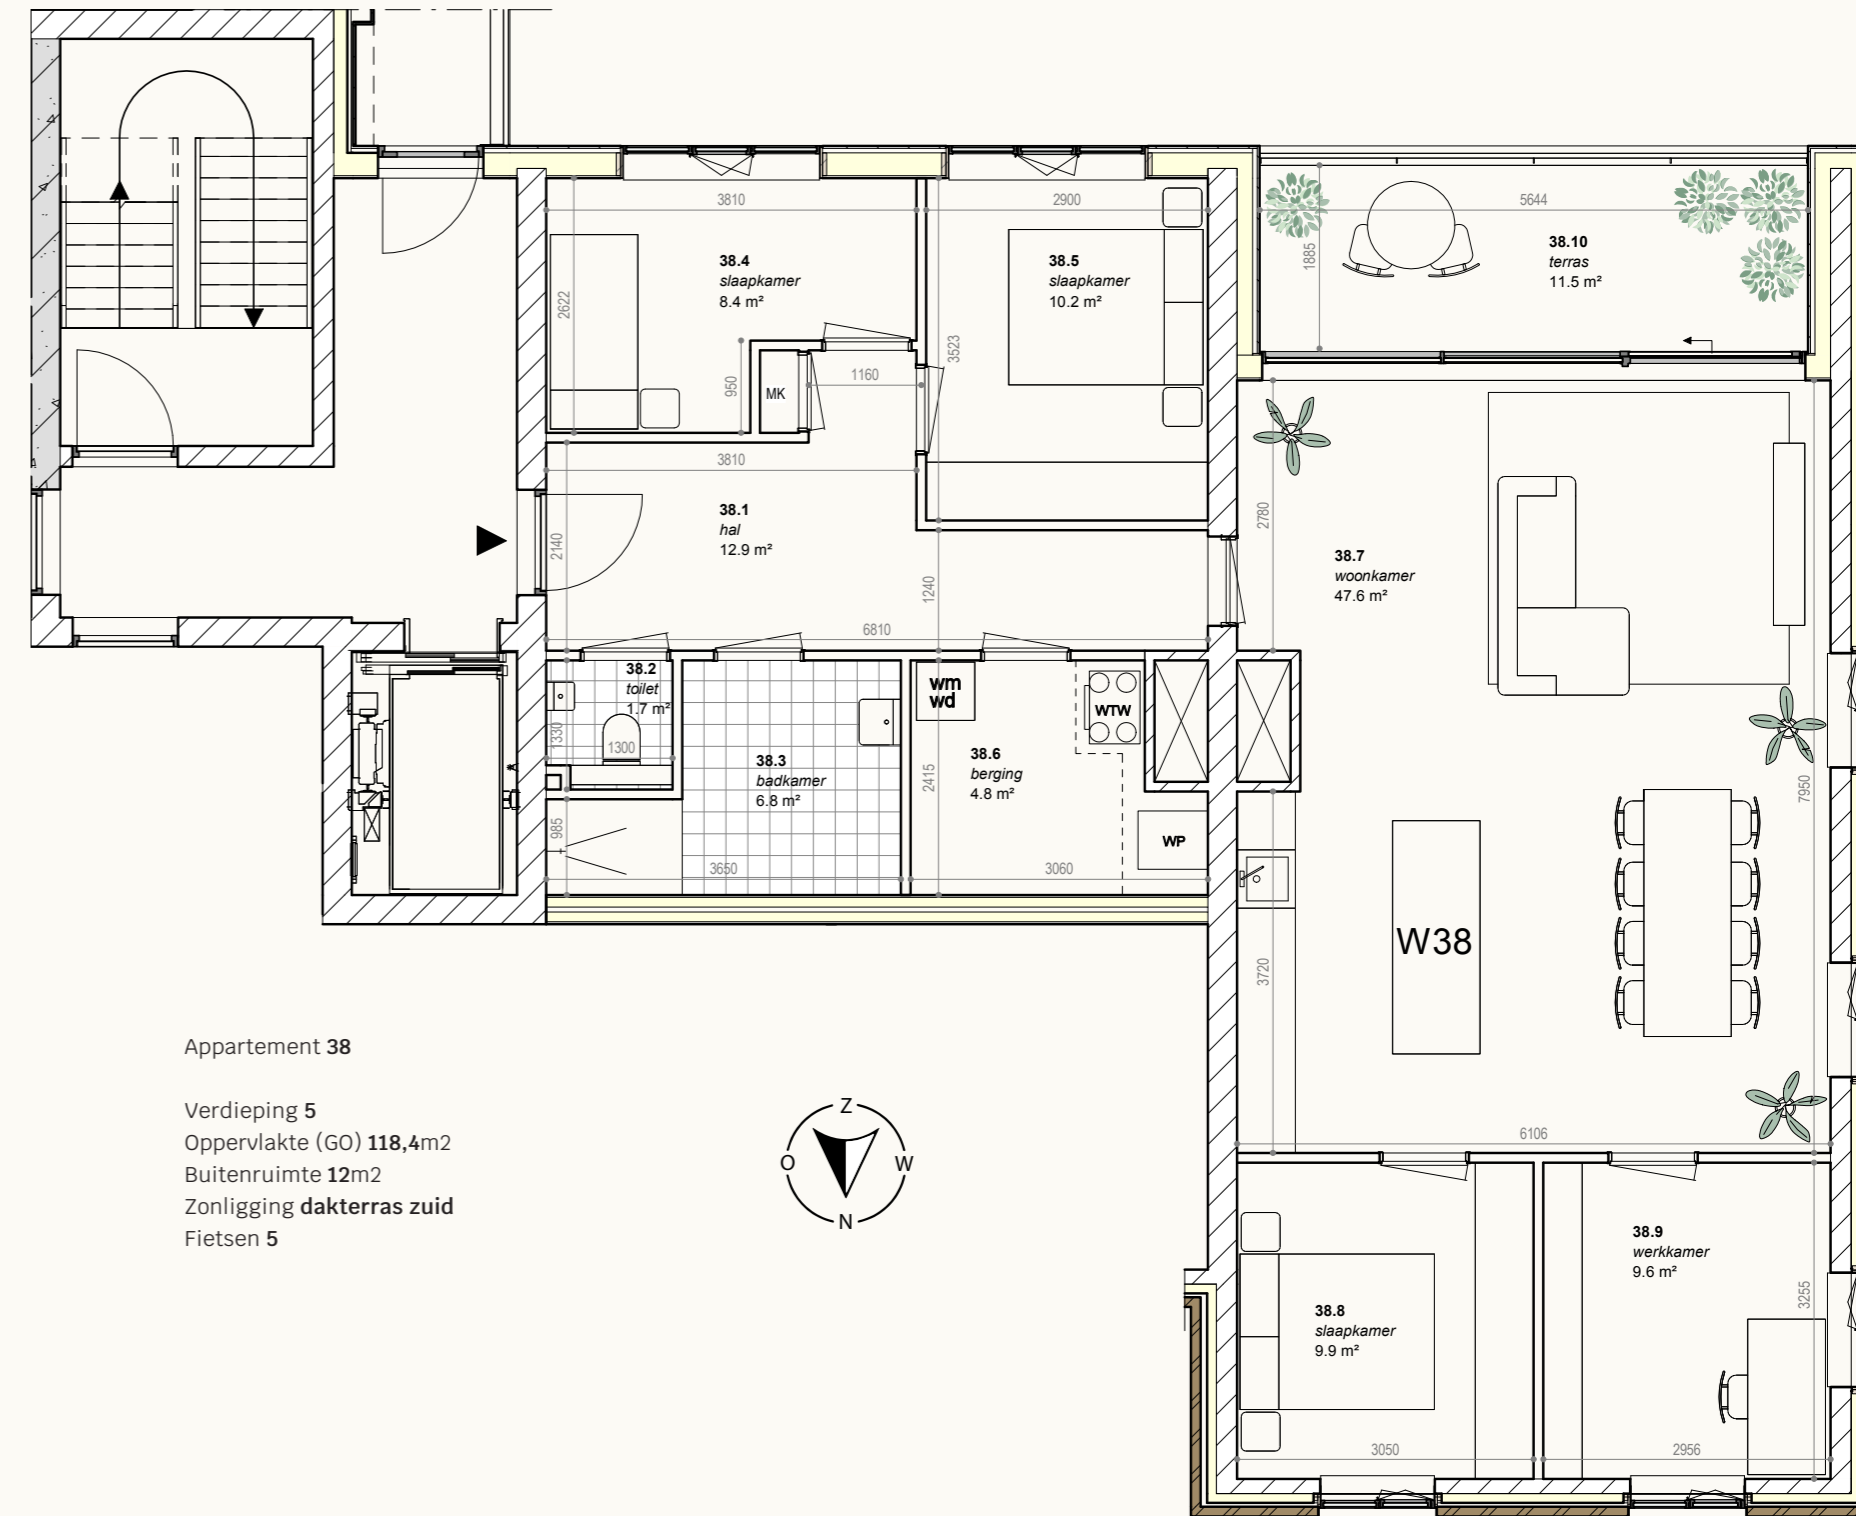 3810
2900
5644
38.4
slaapkamer
8.4 m²
38.5
slaapkamer
10.2 m²
38.10
terras
11.5 m²
1885
2622
3523
950
MK
1160
3810
38.1
hal
12.9 m²
2140
1240
6810
2780
38.7
woonkamer
47.6 m²
38.2
toilet
1.7 m²
1330
1300
38.3
badkamer
6.8 m²
wm
wd
WTW
38.6
berging
4.8 m²
2415
WP
985
3650
3060
7950
W38
3720
6106
Appartement 38
Verdieping 5
Oppervlakte (GO) 118,4m2
Buitenruimte 12m2
Zonligging dakterras zuid
Fietsen 5
Z
O
W
N
38.8
slaapkamer
9.9 m²
38.9
werkkamer
9.6 m²
3255
3050
2956